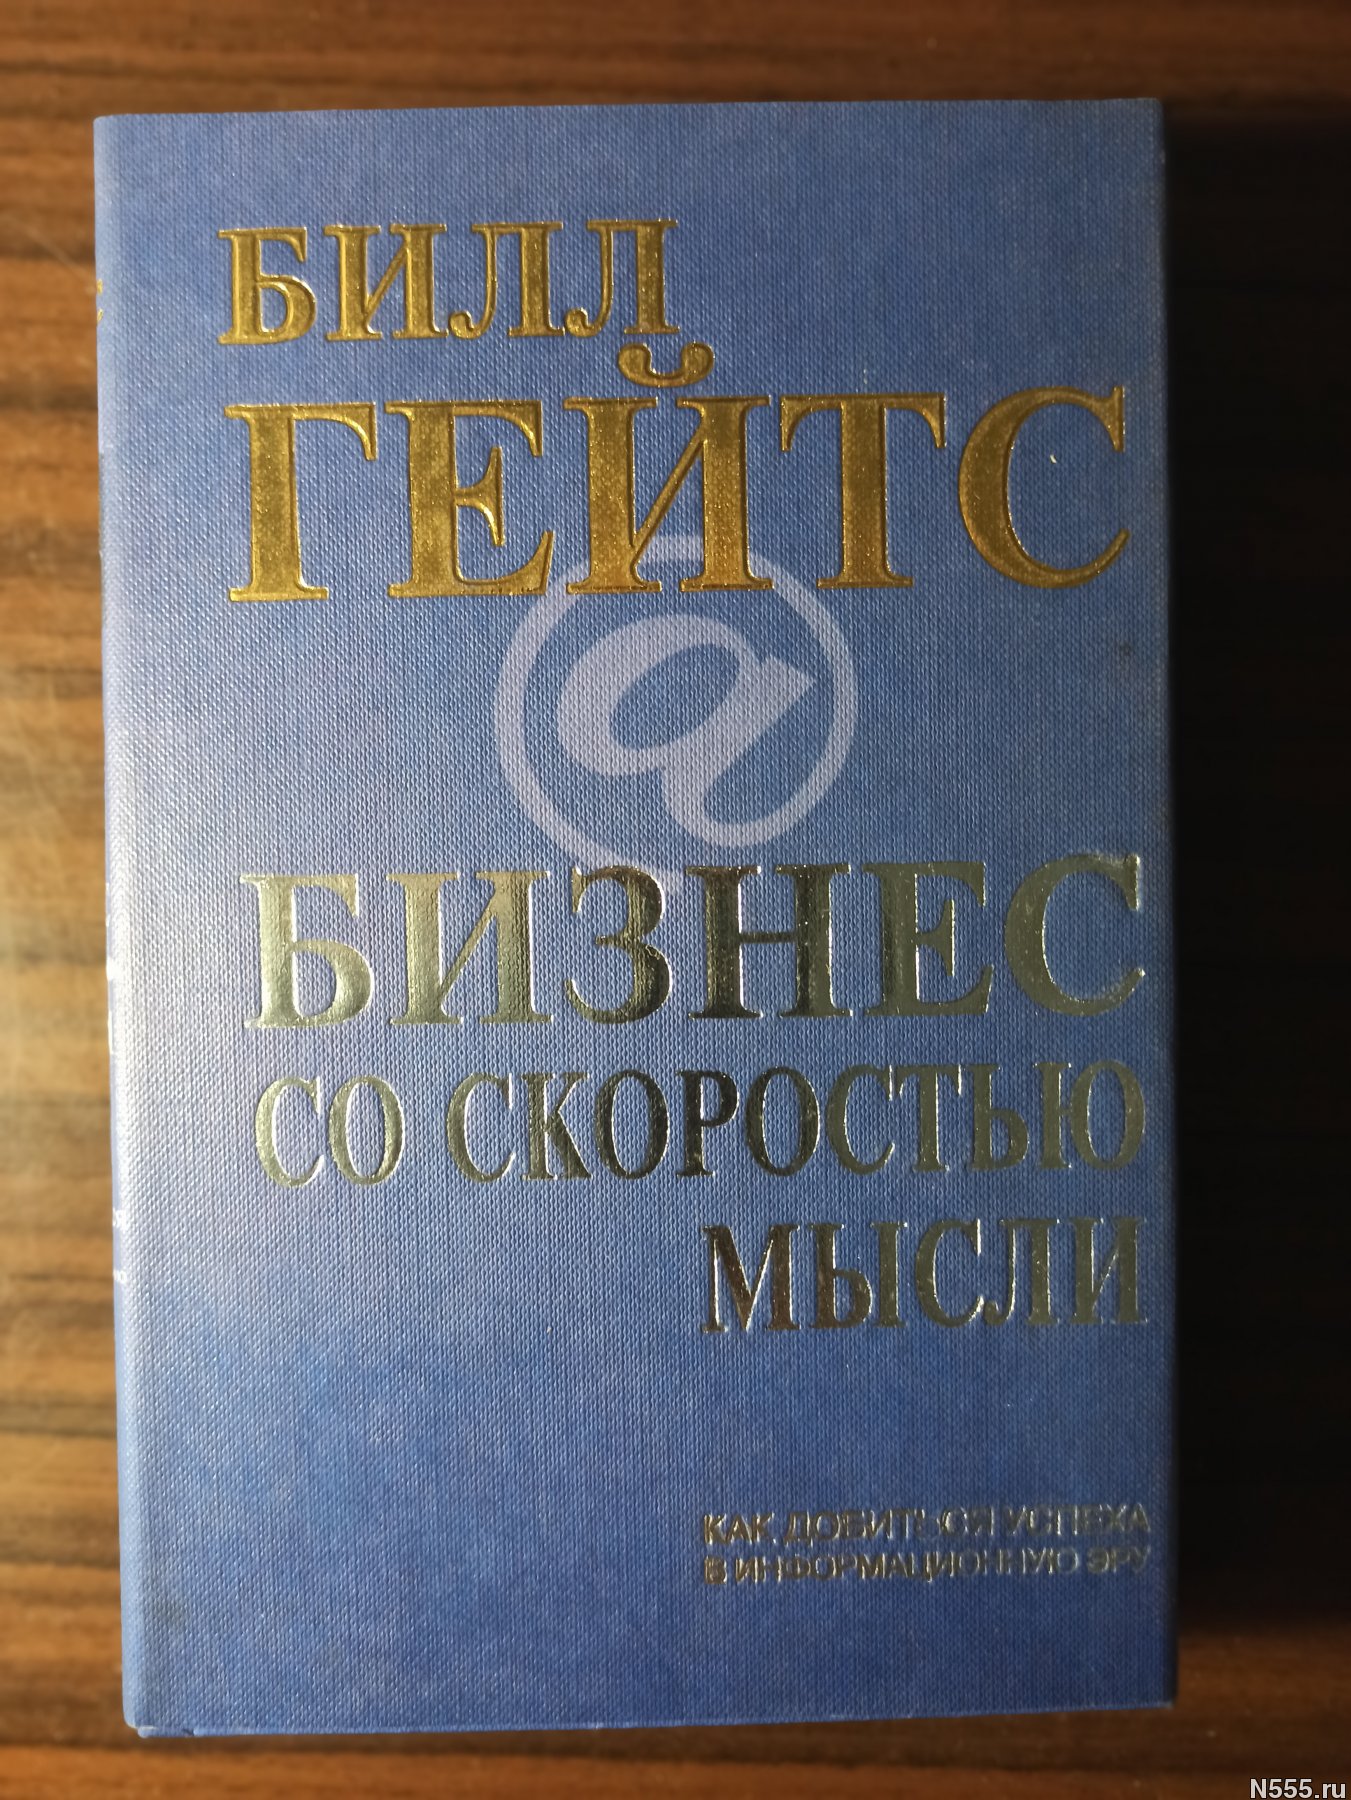 БИЛЛ
ГЕЙТС
@
БИЗНЕС
СО СКОРОСТЬЮ
МЫСЛИ
КАК ДОБИТЬСЯ УСПЕХА
В ИНФОРМАЦИОННУЮ ЭРУ
N555.ru